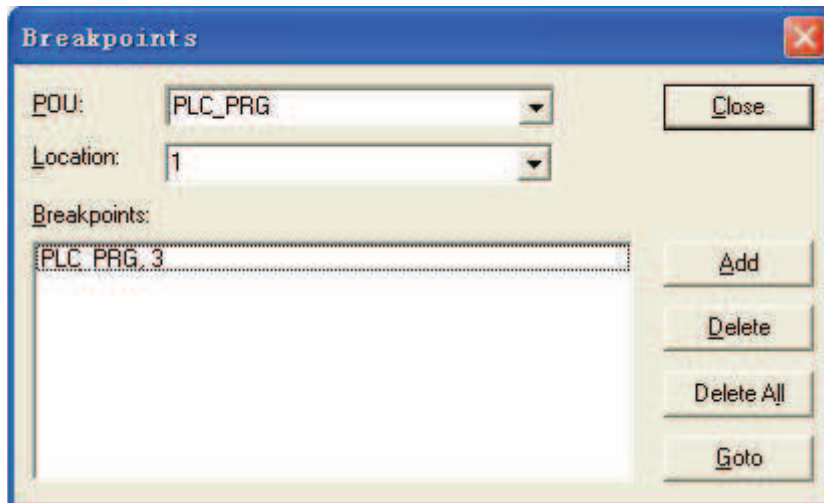 Breakpoints
POU:
PLC_PRG
Close
Location:
1
Breakpoints:
PLC_PRG, 3
Add
Delete
Delete All
Goto